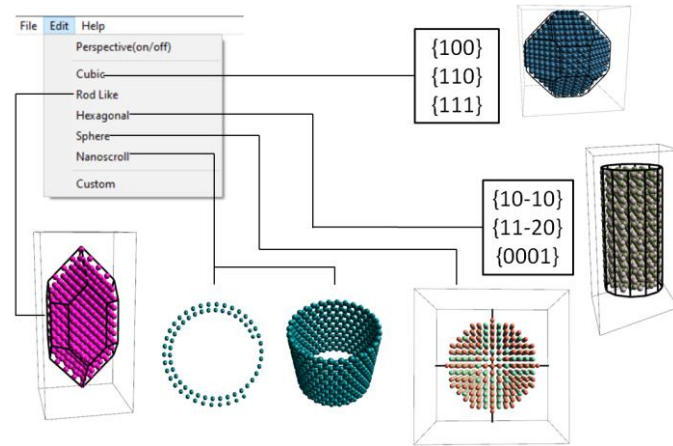 File Edit Help
Perspective(on/off)
Cubic
Rod Like
Hexagonal
Sphere
Nanoscroll
Custom
{100}
{110}
{111}
{10-10}
{11-20}
{0001}